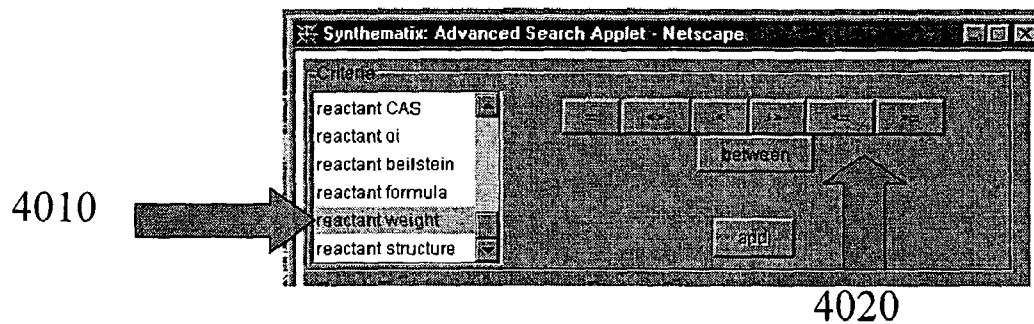 Synthematix: Advanced Search Applet - Netscape
Criteria
reactant CAS
reactant qi
reactant beilstein
reactant formula
reactant weight
reactant structure
= <> < > <= >=
between
add
4010
4020